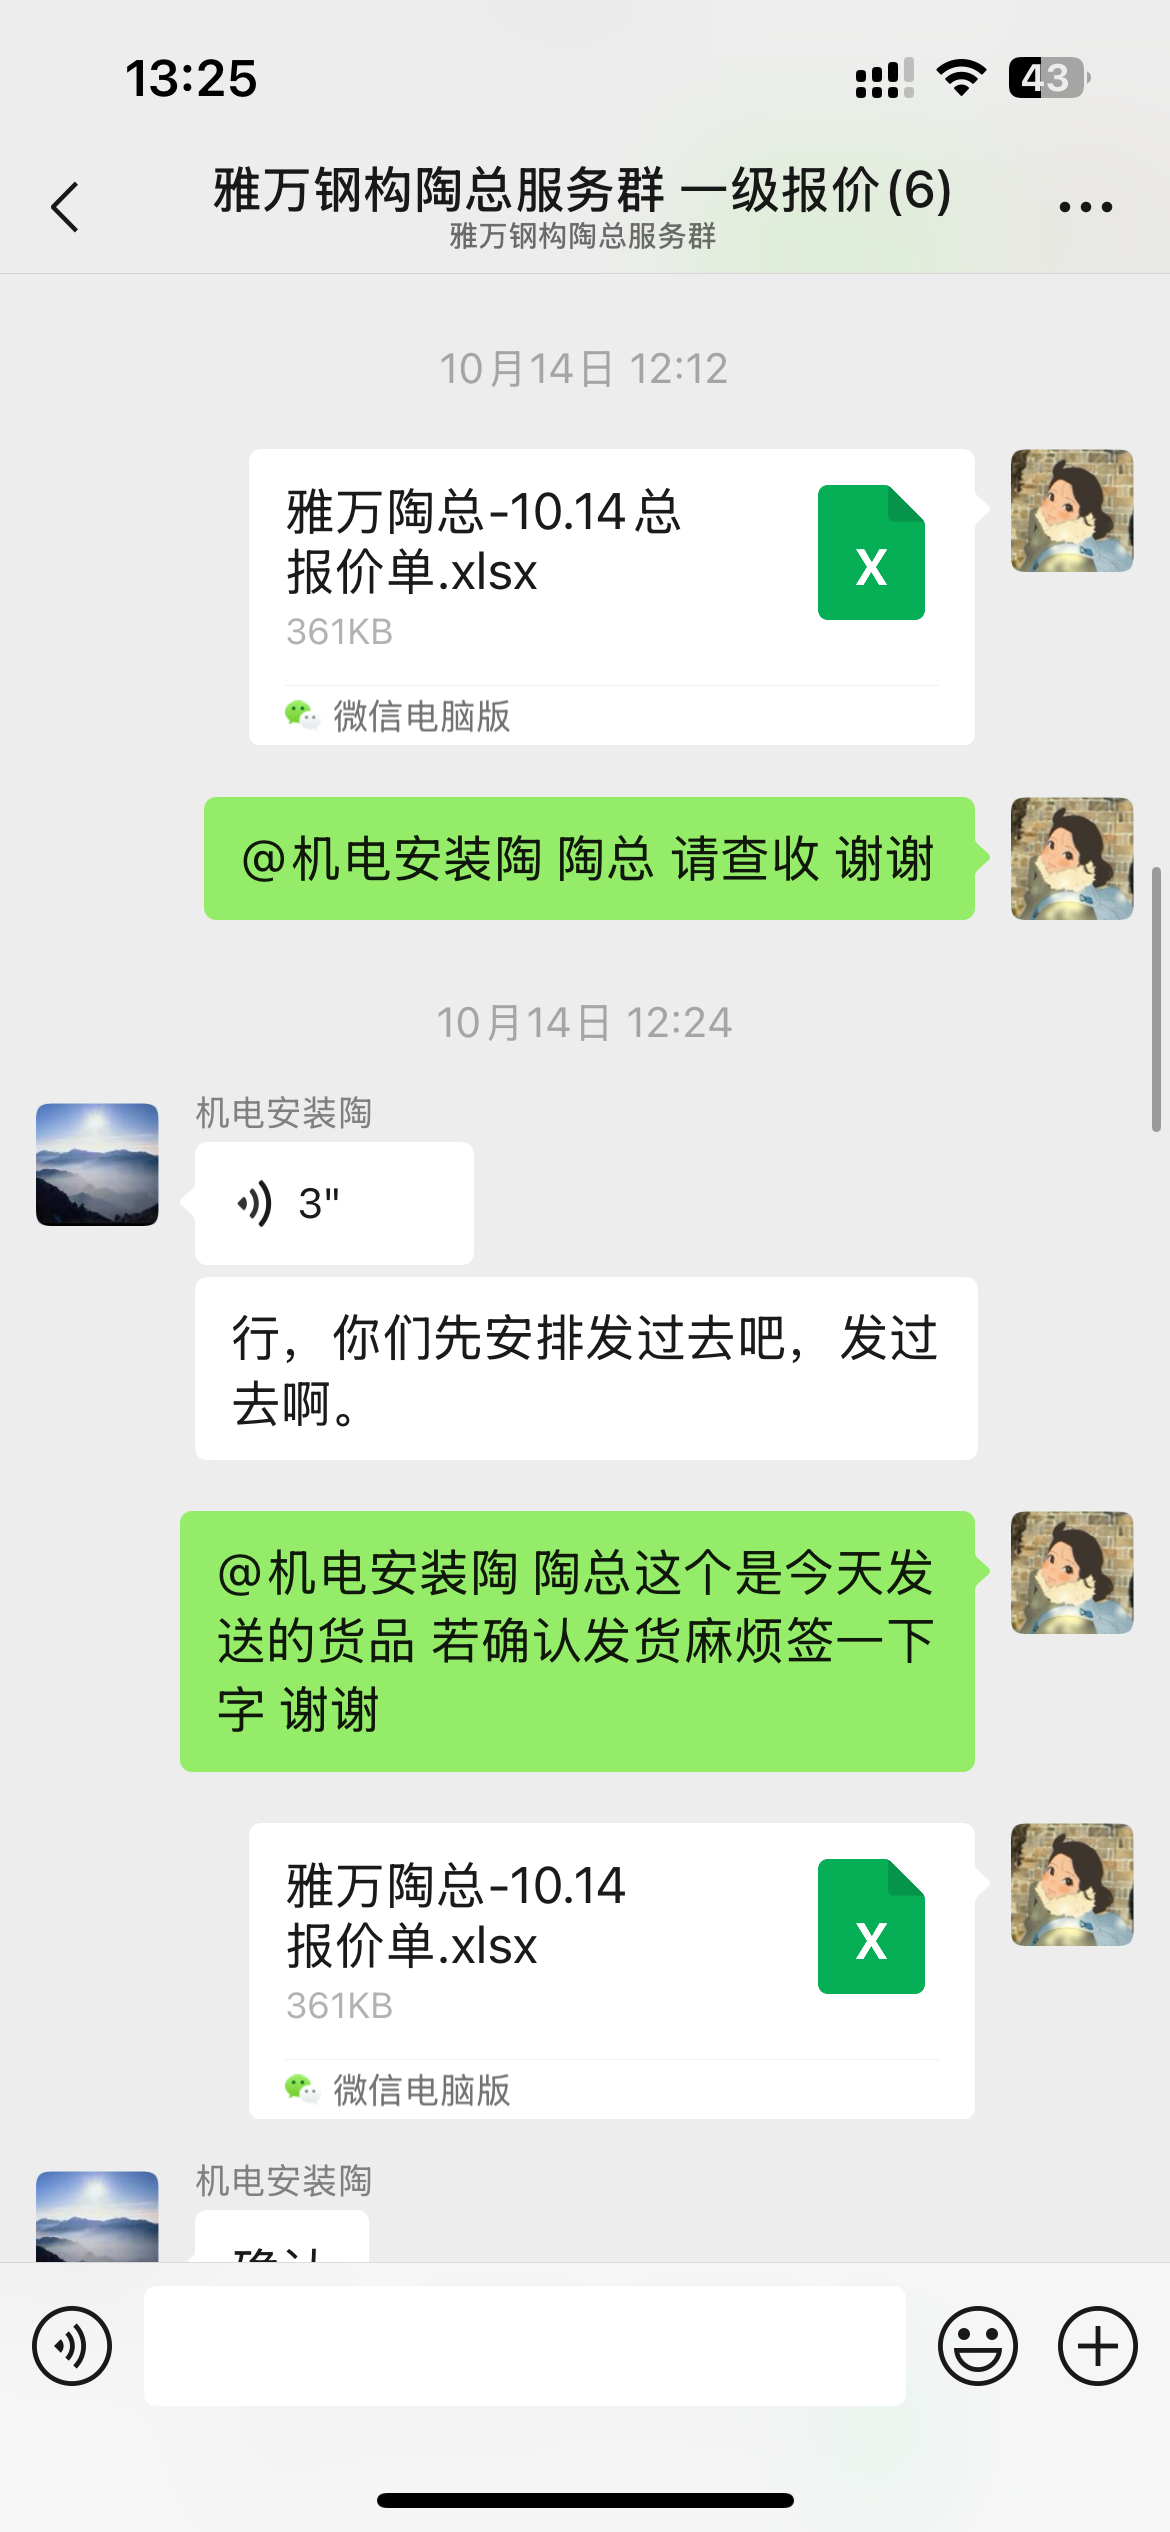 13:25
43
雅万钢构陶总服务群 一级报价(6)
雅万钢构陶总服务群
10月14日 12:12
雅万陶总-10.14总
报价单.xlsx
361KB
X
微信电脑版
@机电安装陶 陶总 请查收 谢谢
10月14日 12:24
机电安装陶
3"
行，你们先安排发过去吧，发过
去啊。
@机电安装陶 陶总这个是今天发
送的货品 若确认发货麻烦签一下
字 谢谢
雅万陶总-10.14
报价单.xlsx
361KB
X
微信电脑版
机电安装陶
确认